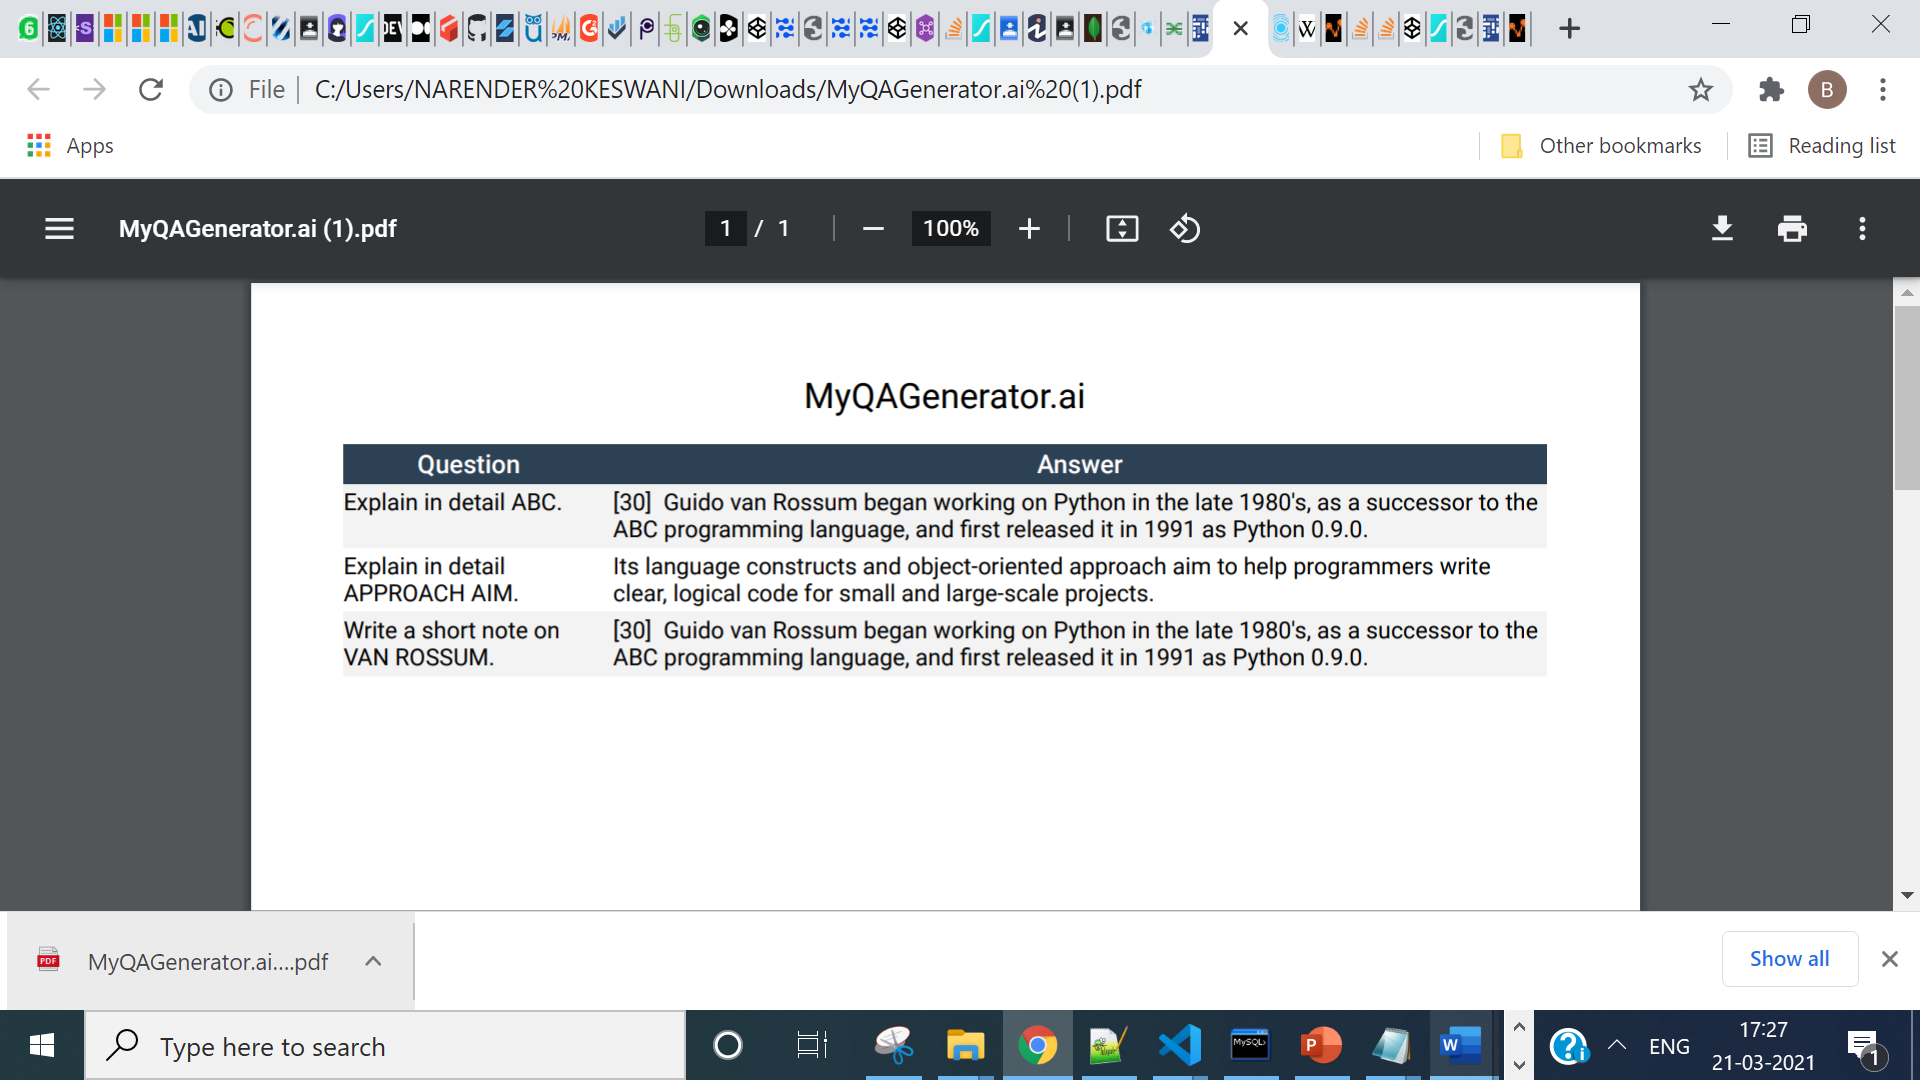 File
C:/Users/NARENDER%20KESWANI/Downloads/MyQAGenerator.ai%20(1).pdf
B
Apps
Other bookmarks
Reading list
MyQAGenerator.ai (1).pdf
1 / 1
100%
MyQAGenerator.ai
Question Answer
Explain in detail ABC.
[30] Guido van Rossum began working on Python in the late 1980's, as a successor to the
ABC programming language, and first released it in 1991 as Python 0.9.0.
Explain in detail
APPROACH AIM.
Its language constructs and object-oriented approach aim to help programmers write
clear, logical code for small and large-scale projects.
Write a short note on
VAN ROSSUM.
[30] Guido van Rossum began working on Python in the late 1980's, as a successor to the
ABC programming language, and first released it in 1991 as Python 0.9.0.
PDF
MyQAGenerator.ai....pdf
Show all
Type here to search
MySQL>
P
W
ENG
17:27
21-03-2021
1